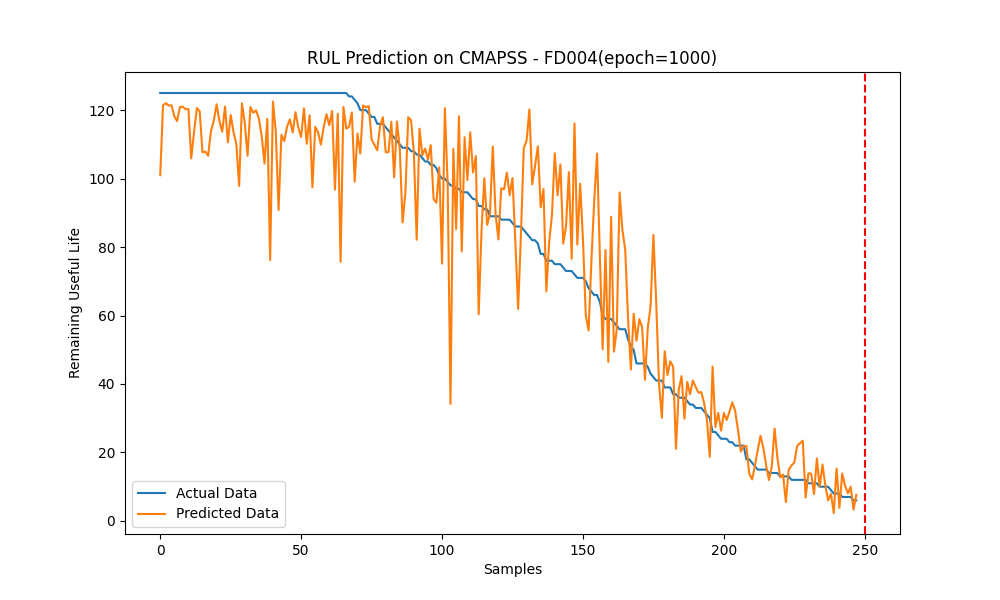 RUL Prediction on CMAPSS - FD004(epoch=1000)
Remaining Useful Life
120
100
80
60
40
20
0
Actual Data
Predicted Data
0 50 100 150 200 250
Samples